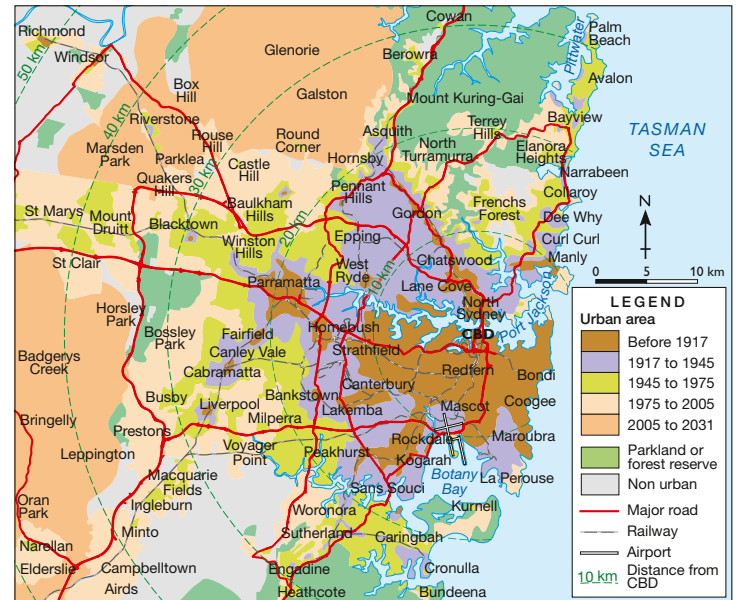 Cowan
Richmond
Palm
Beach
Pittwater
Windsor
Glenorie
Berowra
50 km
Avalon
Box
Hill
Galston
Mount Kuring-Gai
40 km
Riverstone
Bayview
Terrey
Hills
TASMAN
SEA
Rouse
Hill
Round
Corner
Asquith
North
Turramurra
Elanora
Heights
Marsden
Park
Parklea
Castle
Hill
Hornsby
Narrabeen
Quakers
Hill
30 km
Pennant
Hills
Collaroy
N
St Marys
Mount
Druitt
Baulkham
Hills
Gordon
Frenchs
Forest
Dee Why
Blacktown
20 km
Epping
Curl Curl
Winston
Hills
Manly
St Clair
West
Ryde
Chatswood
0 5 10 km
Parramatta
10 km
Lane Cove
North
Sydney
Port Jackson
Horsley
Park
Homebush
CBD
Bossley
Park
Fairfield
Strathfield
Canley Vale
Redfern
Bondi
Badgerys
Creek
Cabramatta
Canterbury
Busby
Bankstown
Coogee
Liverpool
Lakemba
Mascot
Bringelly
Milperra
Prestons
Rockdale
Maroubra
Leppington
Voyager
Point
Peakhurst
Kogarah
Macquarie
Fields
Botany
Bay
La Perouse
Sans Souci
Oran
Park
Ingleburn
Woronora
Kurnell
Minto
Sutherland
Caringbah
Narellan
Elderslie
Campbelltown
Engadine
Cronulla
Airds
Heathcote
Bundeena
LEGEND
Urban area
Before 1917
1917 to 1945
1945 to 1975
1975 to 2005
2005 to 2031
Parkland or
forest reserve
Non urban
Major road
Railway
Airport
10 km Distance from
CBD